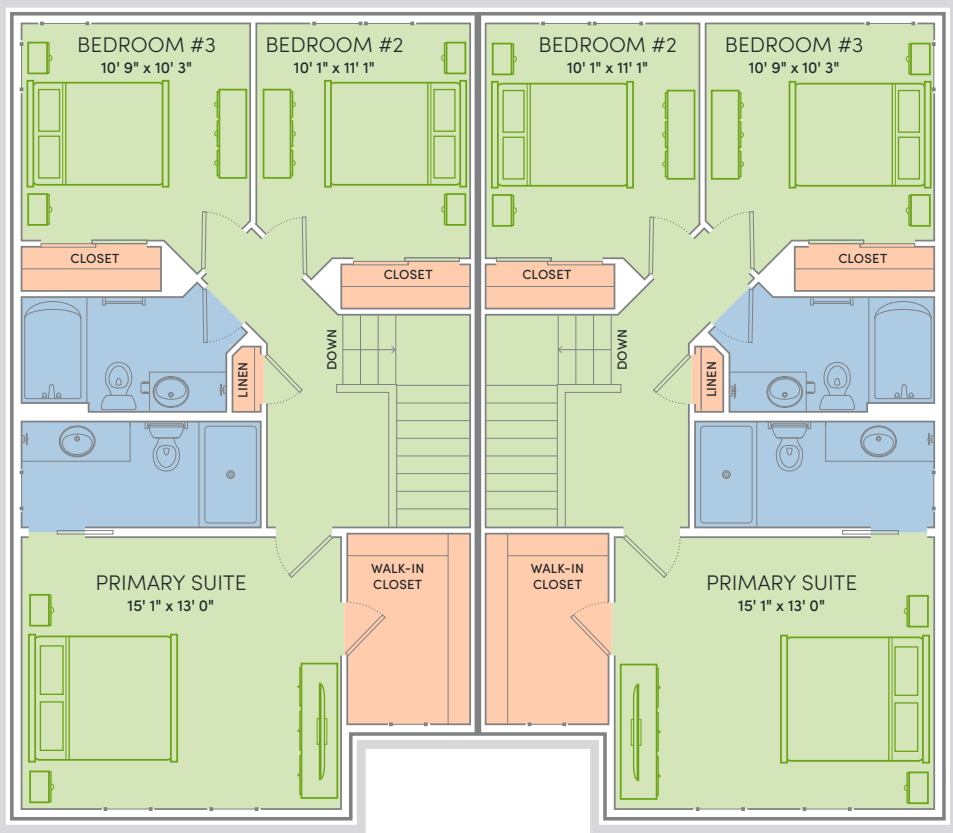 BEDROOM #3
10' 9" x 10' 3"
BEDROOM #2
10' 1" x 11' 1"
BEDROOM #2
10' 1" x 11' 1"
BEDROOM #3
10' 9" x 10' 3"
CLOSET
CLOSET
CLOSET
CLOSET
DOWN
DOWN
LINEN
LINEN
PRIMARY SUITE
15' 1" x 13' 0"
WALK-IN
CLOSET
WALK-IN
CLOSET
PRIMARY SUITE
15' 1" x 13' 0"